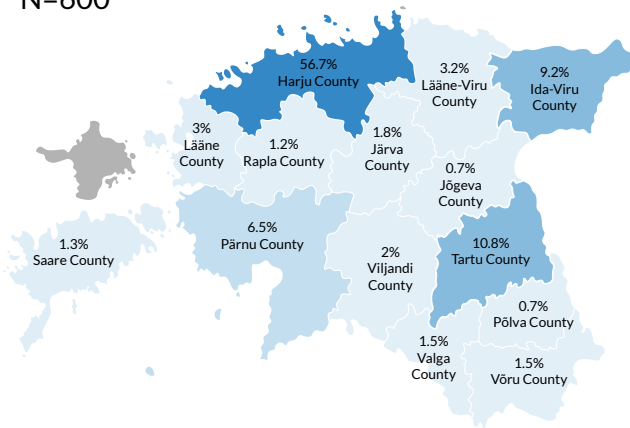 N=600
56.7%
Harju County
3.2%
Lääne-Viru
County
9.2%
Ida-Viru
County
3%
Lääne
County
1.2%
Rapla County
1.8%
Järva
County
0.7%
Jõgeva
County
1.3%
Saare County
6.5%
Pärnu County
2%
Viljandi
County
10.8%
Tartu County
0.7%
Põlva County
1.5%
Valga
County
1.5%
Võru County